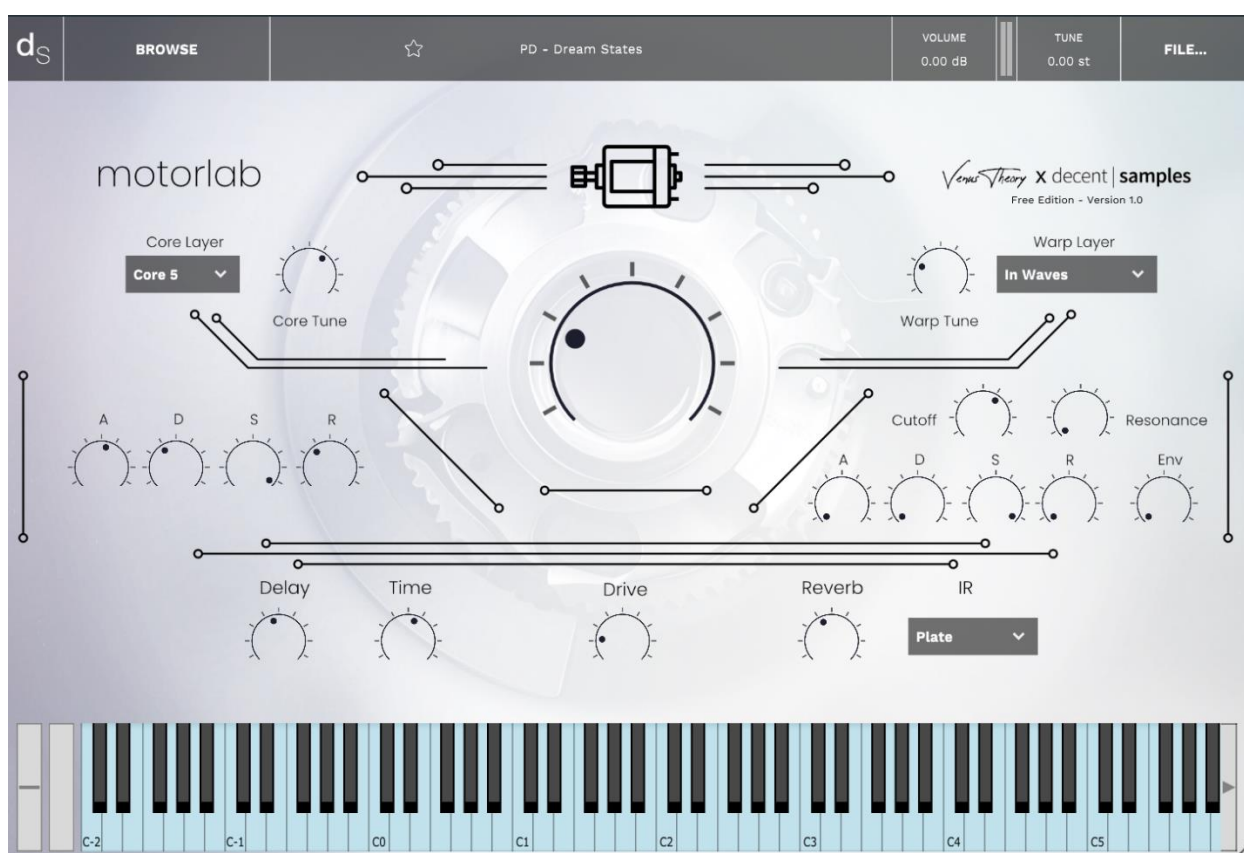 ds
BROWSE
PD - Dream States
VOLUME
0.00 dB
TUNE
0.00 st
FILE...
motorlab
Venus Theory x decent|samples
Free Edition - Version 1.0
Core Layer
Core 5
Core Tune
Warp Layer
In Waves
Warp Tune
A D S R
Cutoff
Resonance
A D S R Env
Delay Time Drive Reverb IR
Plate
C-2 C-1 C0 C1 C2 C3 C4 C5